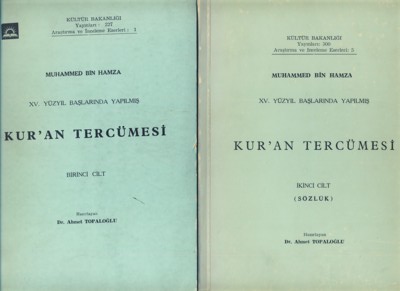 KÜLTÜR BAKANLIĞI
Yayınları: 222
Araştırma ve İnceleme Eserleri: 1
MUHAMMED BİN HAMZA
XV. YÜZYIL BAŞLARINDA YAPILMIŞ
KUR'AN TERCÜMESİ
BİRİNCİ CİLT
Hazırlayan
Dr. Ahmet TOPALOĞLU
KÜLTÜR BAKANLIĞI
Yayınları: 300
Araştırma ve İnceleme Eserleri: 2
MUHAMMED BİN HAMZA
XV. YÜZYIL BAŞLARINDA YAPILMIŞ
KUR'AN TERCÜMESİ
İKİNCİ CİLT
(SÖZLÜK)
Hazırlayan
Dr. Ahmet TOPALOĞLU